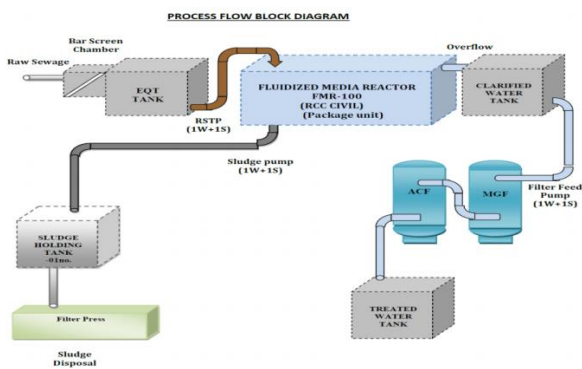 PROCESS FLOW BLOCK DIAGRAM
Bar Screen
Chamber
Raw Sewage
EQT
TANK
RSTP
(1W+1S)
FLUIDIZED MEDIA REACTOR
FMR-100
(RCC CIVIL)
(Package unit)
Overflow
CLARIFIED
WATER
TANK
Sludge pump
(1W+1S)
ACF
MGF
Filter Feed
Pump
(1W+1S)
SLUDGE
HOLDING
TANK
-01no.
Filter Press
Sludge
Disposal
TREATED
WATER
TANK